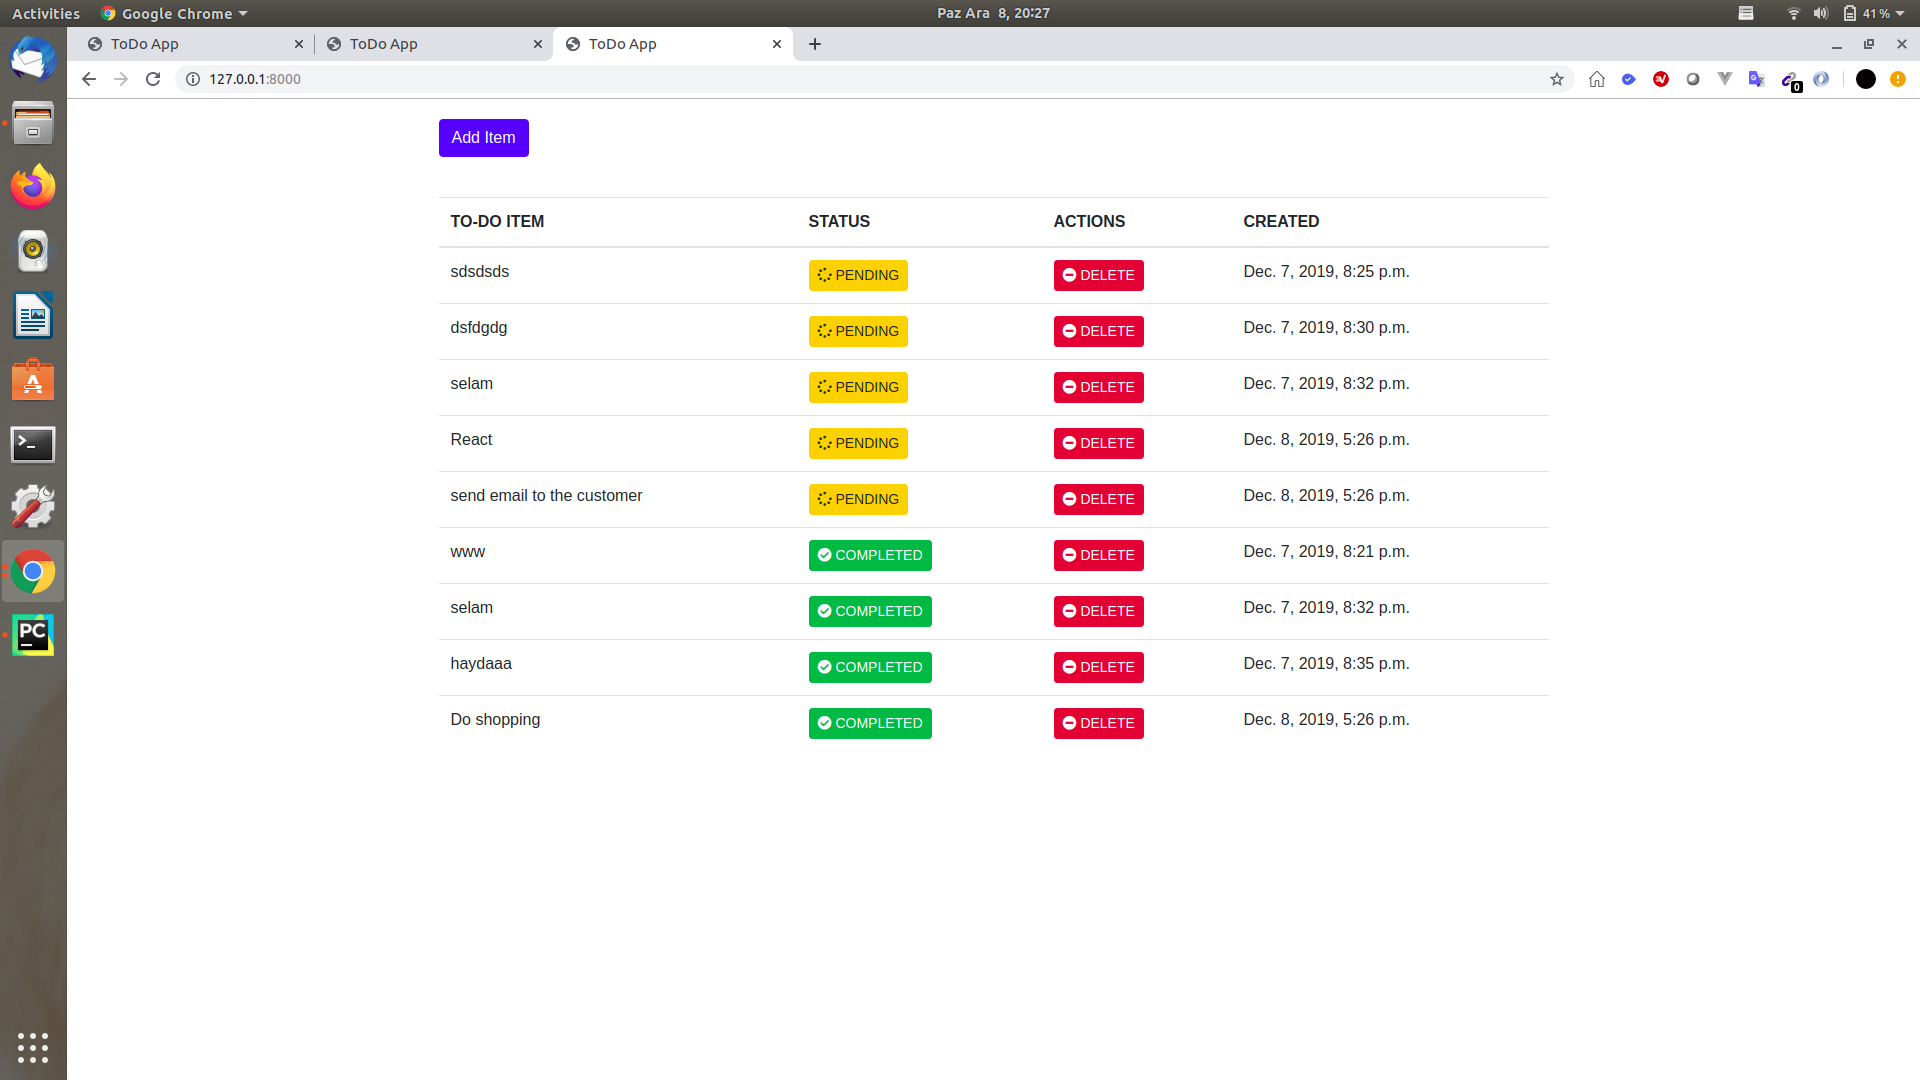 Activities Google Chrome Paz Ara 8, 20:27 41 %
ToDo App ToDo App ToDo App
127.0.0.1:8000 0
Add Item
TO-DO ITEM STATUS ACTIONS CREATED
sdsdsds PENDING DELETE Dec. 7, 2019, 8:25 p.m.
dsfdgdg PENDING DELETE Dec. 7, 2019, 8:30 p.m.
selam PENDING DELETE Dec. 7, 2019, 8:32 p.m.
React PENDING DELETE Dec. 8, 2019, 5:26 p.m.
send email to the customer PENDING DELETE Dec. 8, 2019, 5:26 p.m.
www COMPLETED DELETE Dec. 7, 2019, 8:21 p.m.
selam COMPLETED DELETE Dec. 7, 2019, 8:32 p.m.
PC
haydaaa COMPLETED DELETE Dec. 7, 2019, 8:35 p.m.
Do shopping COMPLETED DELETE Dec. 8, 2019, 5:26 p.m.